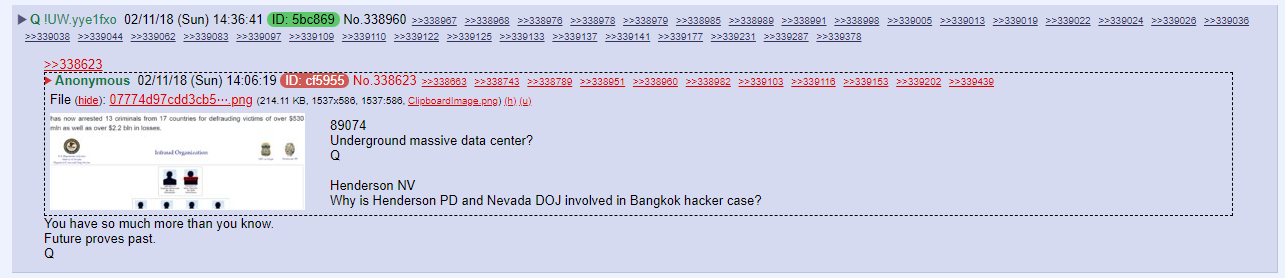 ▶ Q !UW.yye1fxo 02/11/18 (Sun) 14:36:41 ID: 5bc869 No.338960 >>338967 >>338968 >>338976 >>338978 >>338979 >>338985 >>338989 >>338991 >>338998 >>339005 >>339013 >>339019 >>339022 >>339024 >>339026 >>339036
>>339038 >>339044 >>339062 >>339083 >>339097 >>339109 >>339110 >>339122 >>339125 >>339133 >>339137 >>339141 >>339177 >>339231 >>339287 >>339378
>>338623
▶ Anonymous 02/11/18 (Sun) 14:06:19 ID: cf5955 No.338623 >>338663 >>338743 >>338789 >>338951 >>338960 >>338982 >>339103 >>339116 >>339153 >>339202 >>339439
File (hide): 07774d97cdd3cb5⋯.png (214.11 KB, 1537x586, 1537:586, ClipboardImage.png) (h) (u)
has now arrested 13 criminals from 17 countries for defrauding victims of over $530
mln as well as over $2.2 bln in losses.
Infraud Organization
89074
Underground massive data center?
Q
Henderson NV
Why is Henderson PD and Nevada DOJ involved in Bangkok hacker case?
You have so much more than you know.
Future proves past.
Q